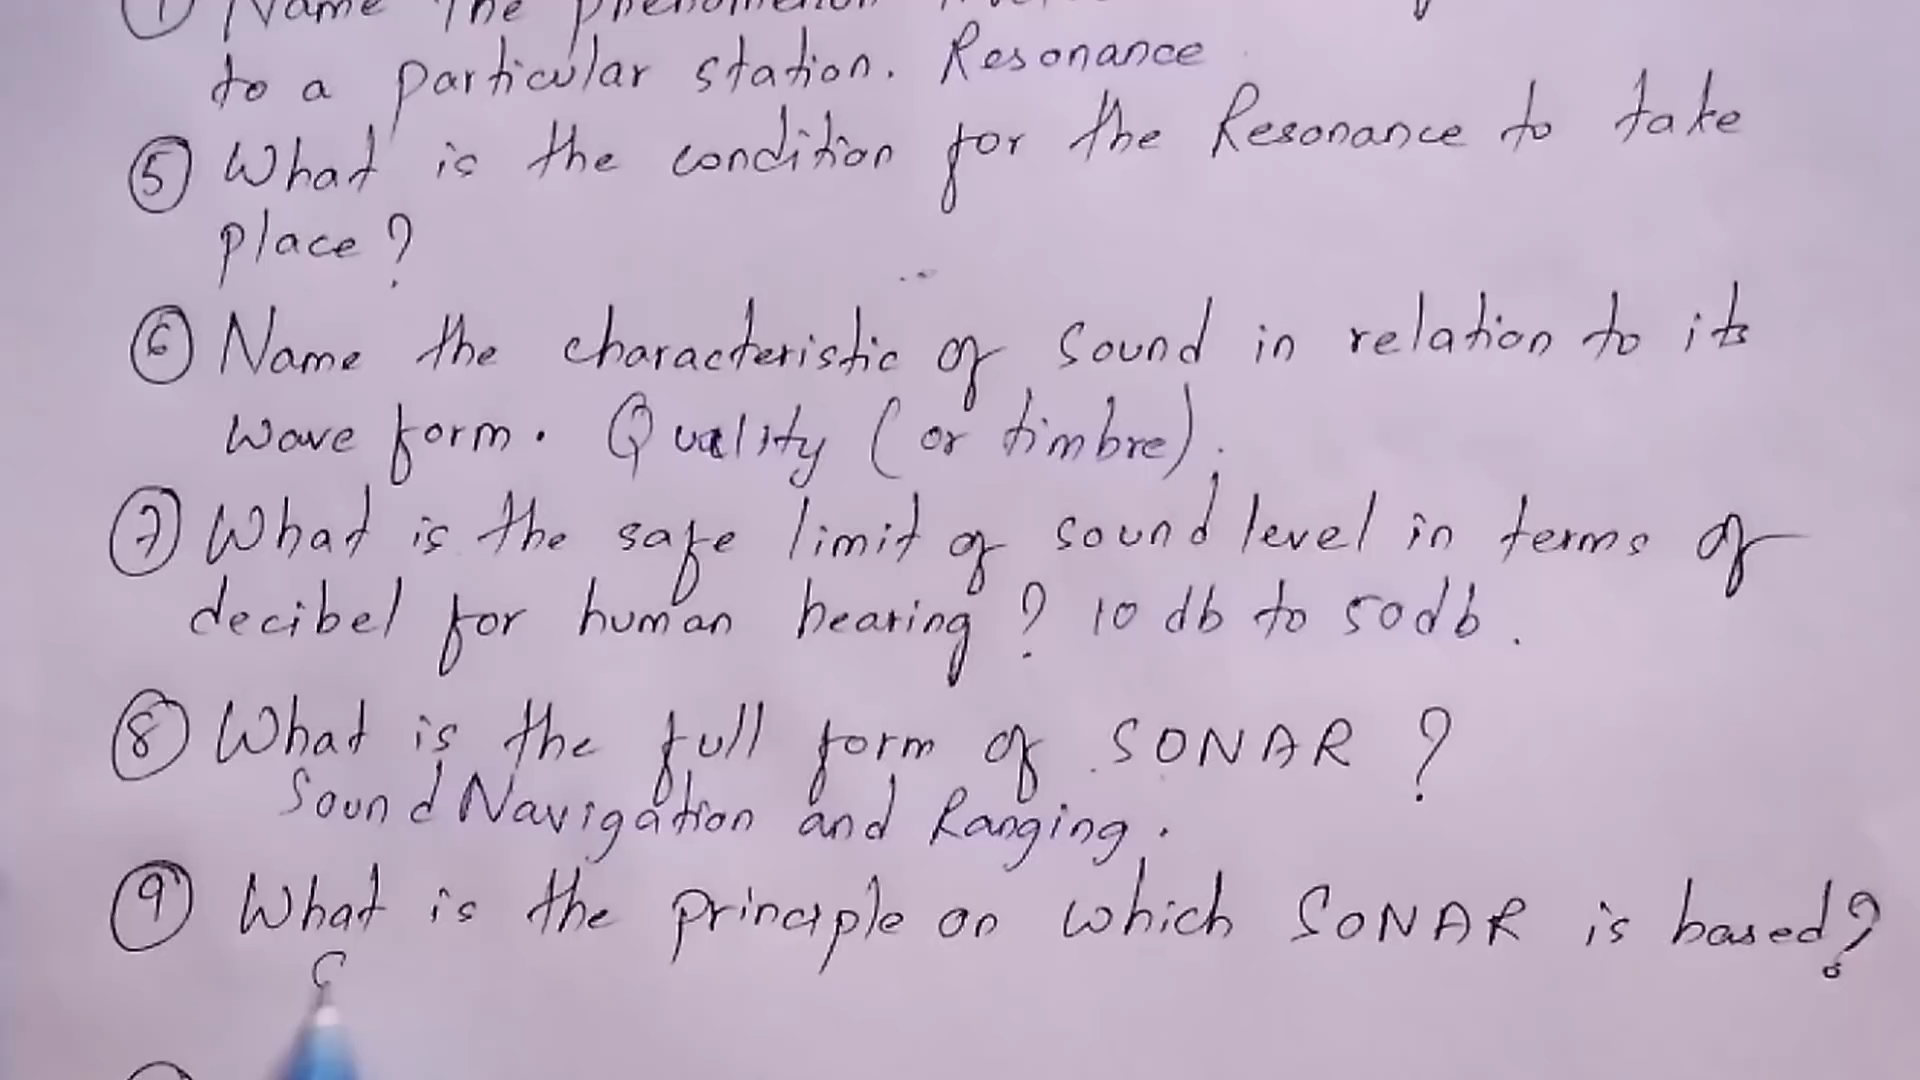 Name the phenomenon
to a particular station. Resonance
⑤ What is the condition for the Resonance to take
place?
⑥ Name the characteristic of sound in relation to its
wave form. Quality (or timbre).
⑦ What is the safe limit of sound level in terms of
decibel for human hearing? 10 db to 50db.
⑧ What is the full form of SONAR?
Sound Navigation and Ranging.
⑨ What is the principle on which SONAR is based?